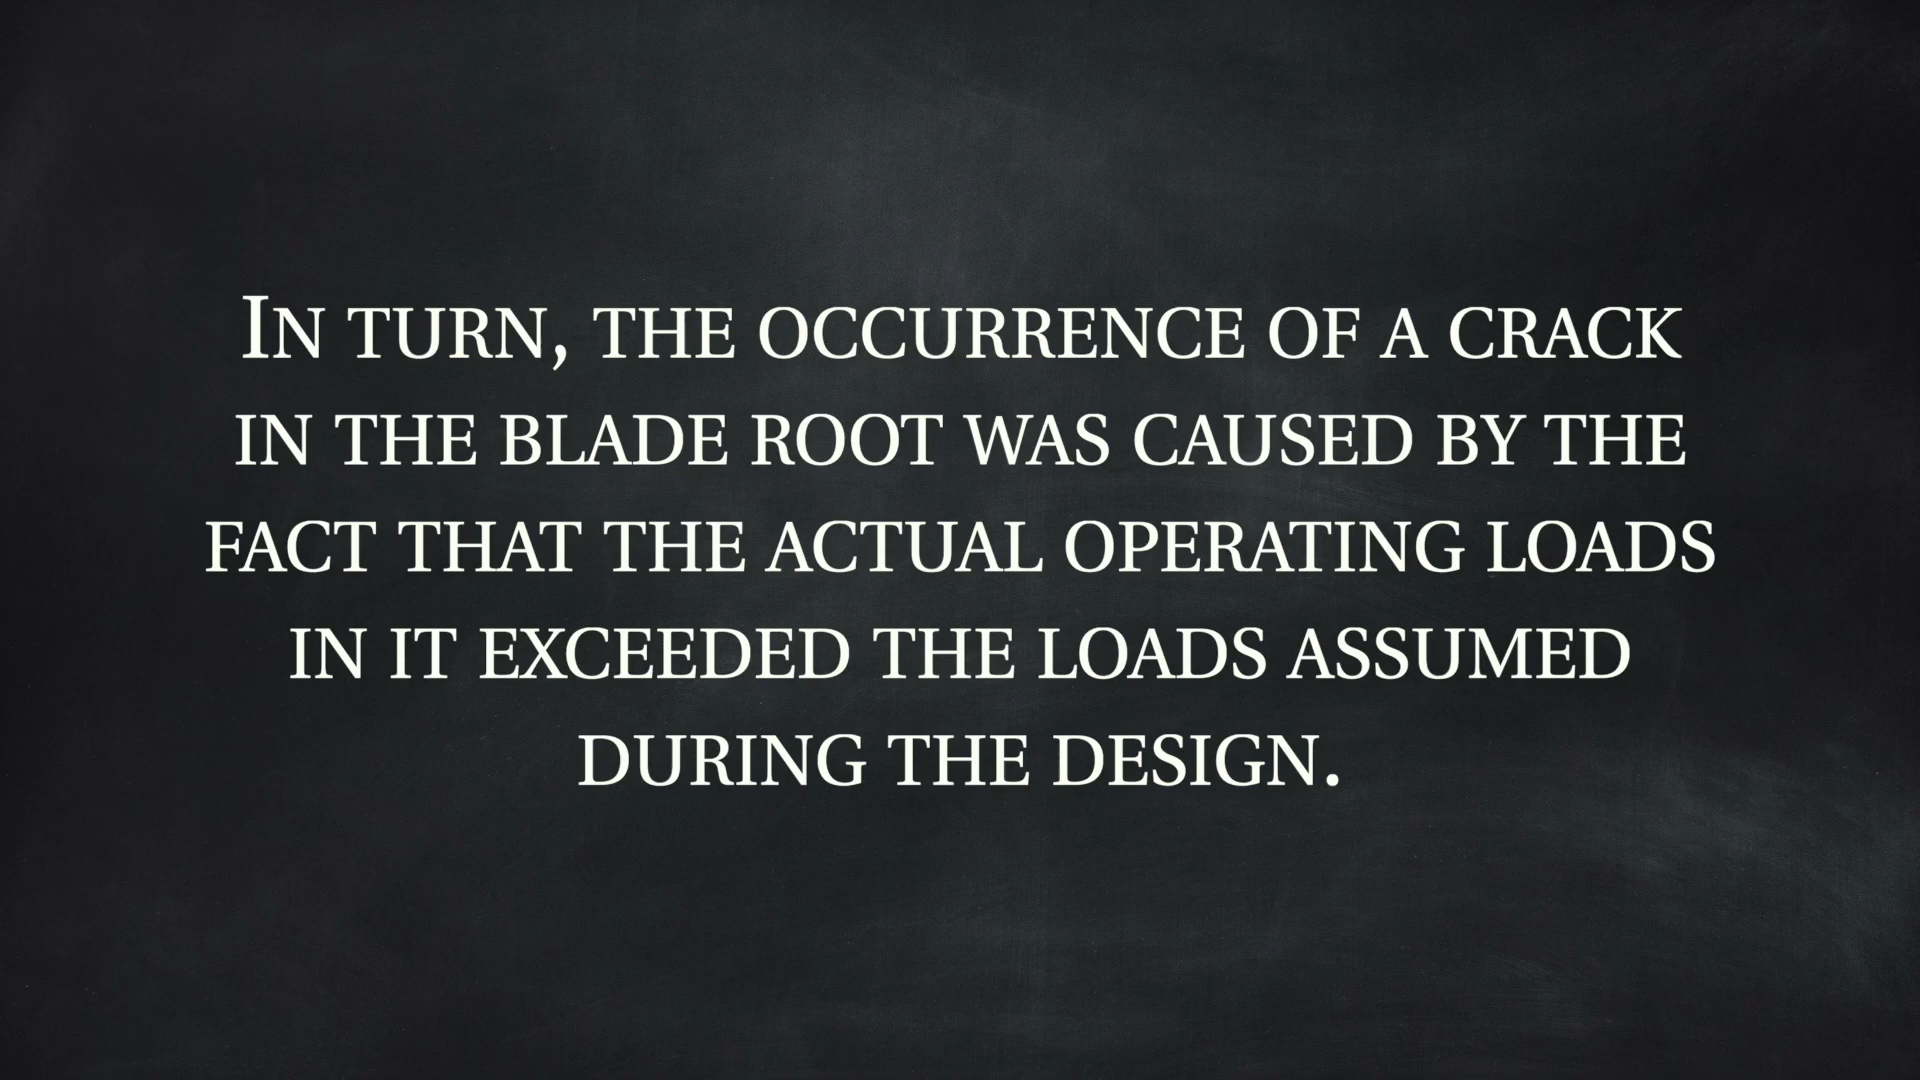 In turn, the occurrence of a crack
in the blade root was caused by the
fact that the actual operating loads
in it exceeded the loads assumed
during the design.